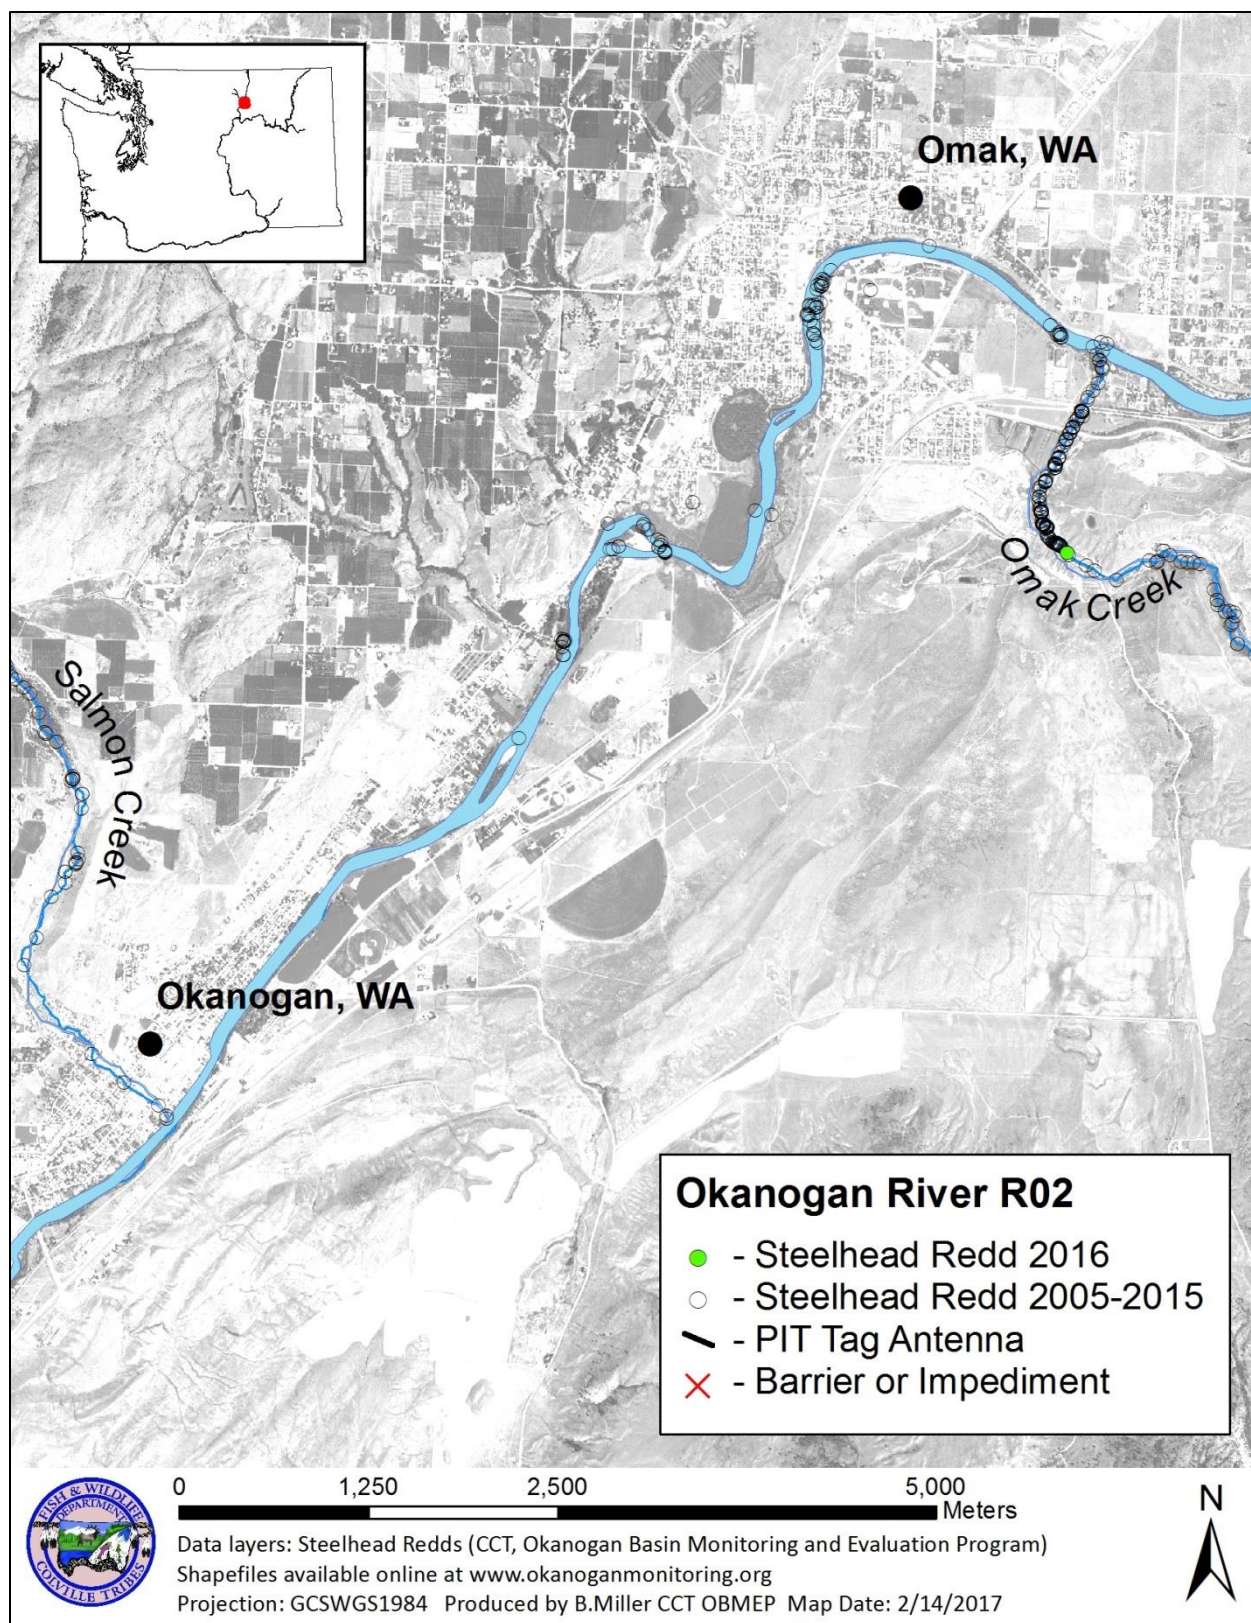 Omak, WA
Omak Creek
Salmon Creek
Okanogan, WA
Okanogan River R02
- Steelhead Redd 2016
- Steelhead Redd 2005-2015
- PIT Tag Antenna
- Barrier or Impediment
0 1,250 2,500 5,000
Meters
N
FISH & WILDLIFE
DEPARTMENT
COLVILLE TRIBES
Data layers: Steelhead Redds (CCT, Okanogan Basin Monitoring and Evaluation Program)
Shapefiles available online at www.okanoganmonitoring.org
Projection: GCSWGS1984 Produced by B.Miller CCT OBMEP Map Date: 2/14/2017